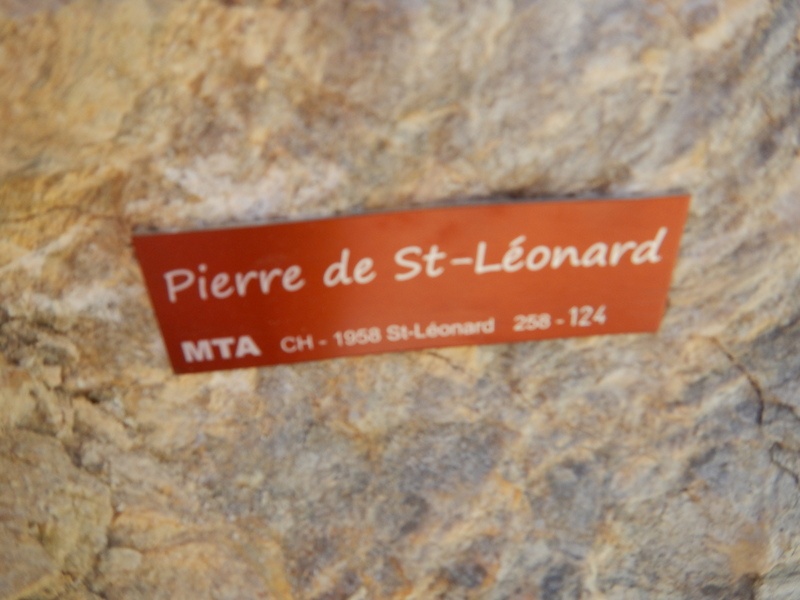 Pierre de St-Léonard
MTA CH - 1958 St-Léonard 258 - 124